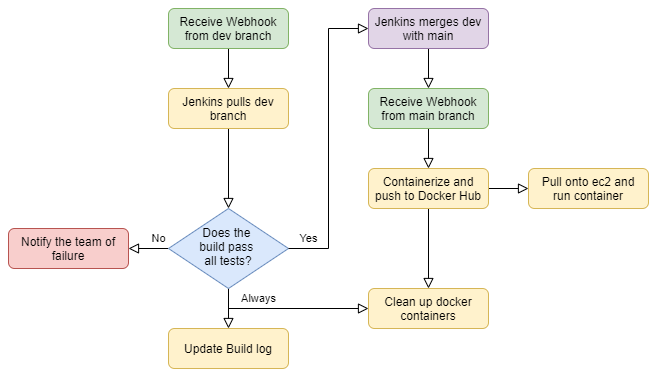 Receive Webhook
from dev branch
Jenkins pulls dev
branch
Does the
build pass
all tests?
No
Notify the team of
failure
Yes
Always
Update Build log
Jenkins merges dev
with main
Receive Webhook
from main branch
Containerize and
push to Docker Hub
Pull onto ec2 and
run container
Clean up docker
containers